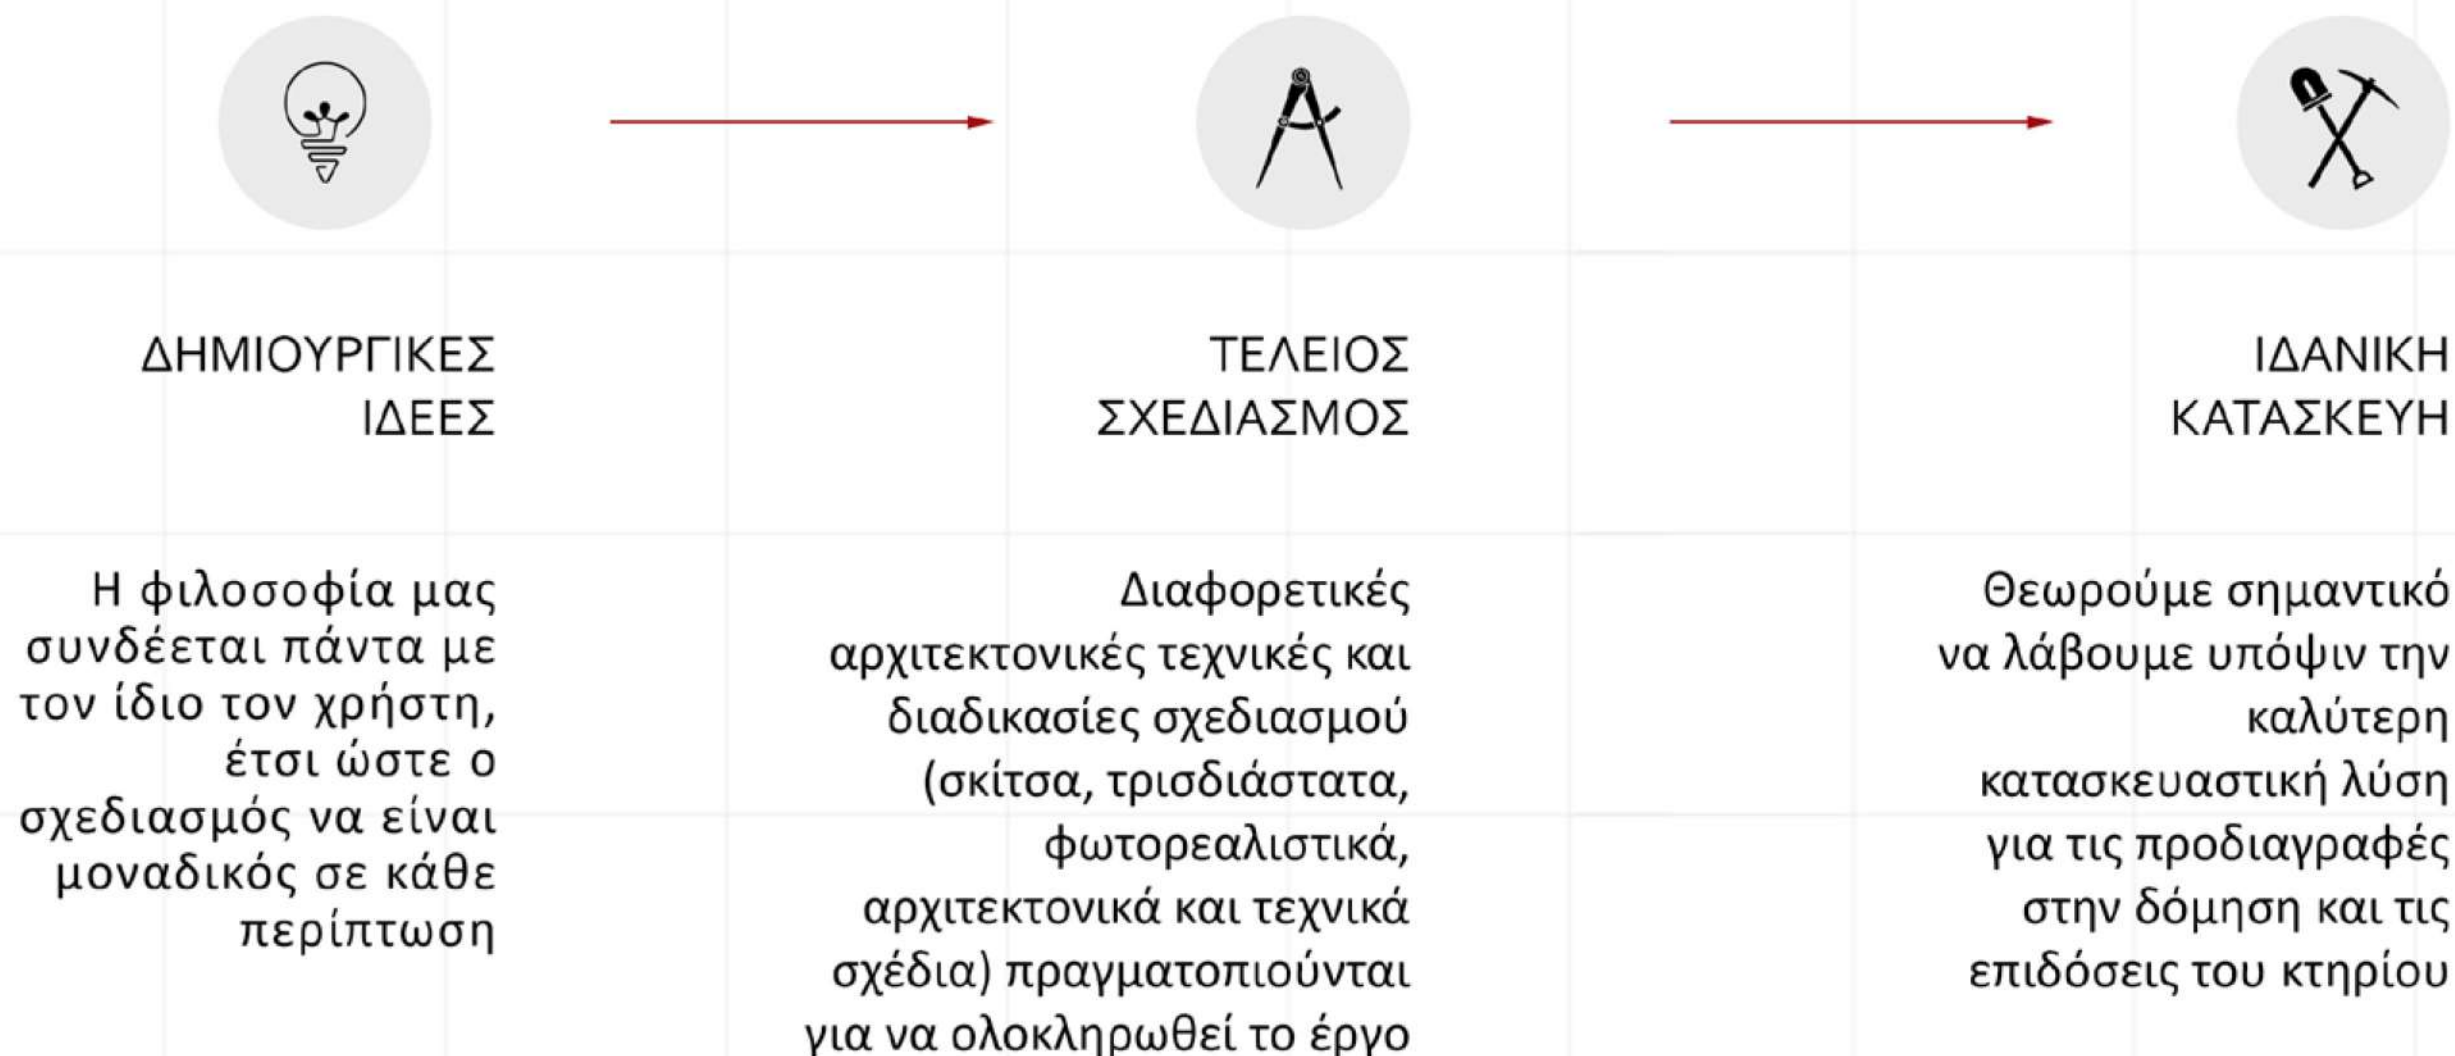 ΔΗΜΙΟΥΡΓΙΚΕΣ
ΙΔΕΕΣ
Η φιλοσοφία μας
συνδέεται πάντα με
τον ίδιο τον χρήστη,
έτσι ώστε ο
σχεδιασμός να είναι
μοναδικός σε κάθε
περίπτωση
ΤΕΛΕΙΟΣ
ΣΧΕΔΙΑΣΜΟΣ
Διαφορετικές
αρχιτεκτονικές τεχνικές και
διαδικασίες σχεδιασμού
(σκίτσα, τρισδιάστατα,
φωτορεαλιστικά,
αρχιτεκτονικά και τεχνικά
σχέδια) πραγματοπιούνται
για να ολοκληρωθεί το έργο
ΙΔΑΝΙΚΗ
ΚΑΤΑΣΚΕΥΗ
Θεωρούμε σημαντικό
να λάβουμε υπόψιν την
καλύτερη
κατασκευαστική λύση
για τις προδιαγραφές
στην δόμηση και τις
επιδόσεις του κτηρίου